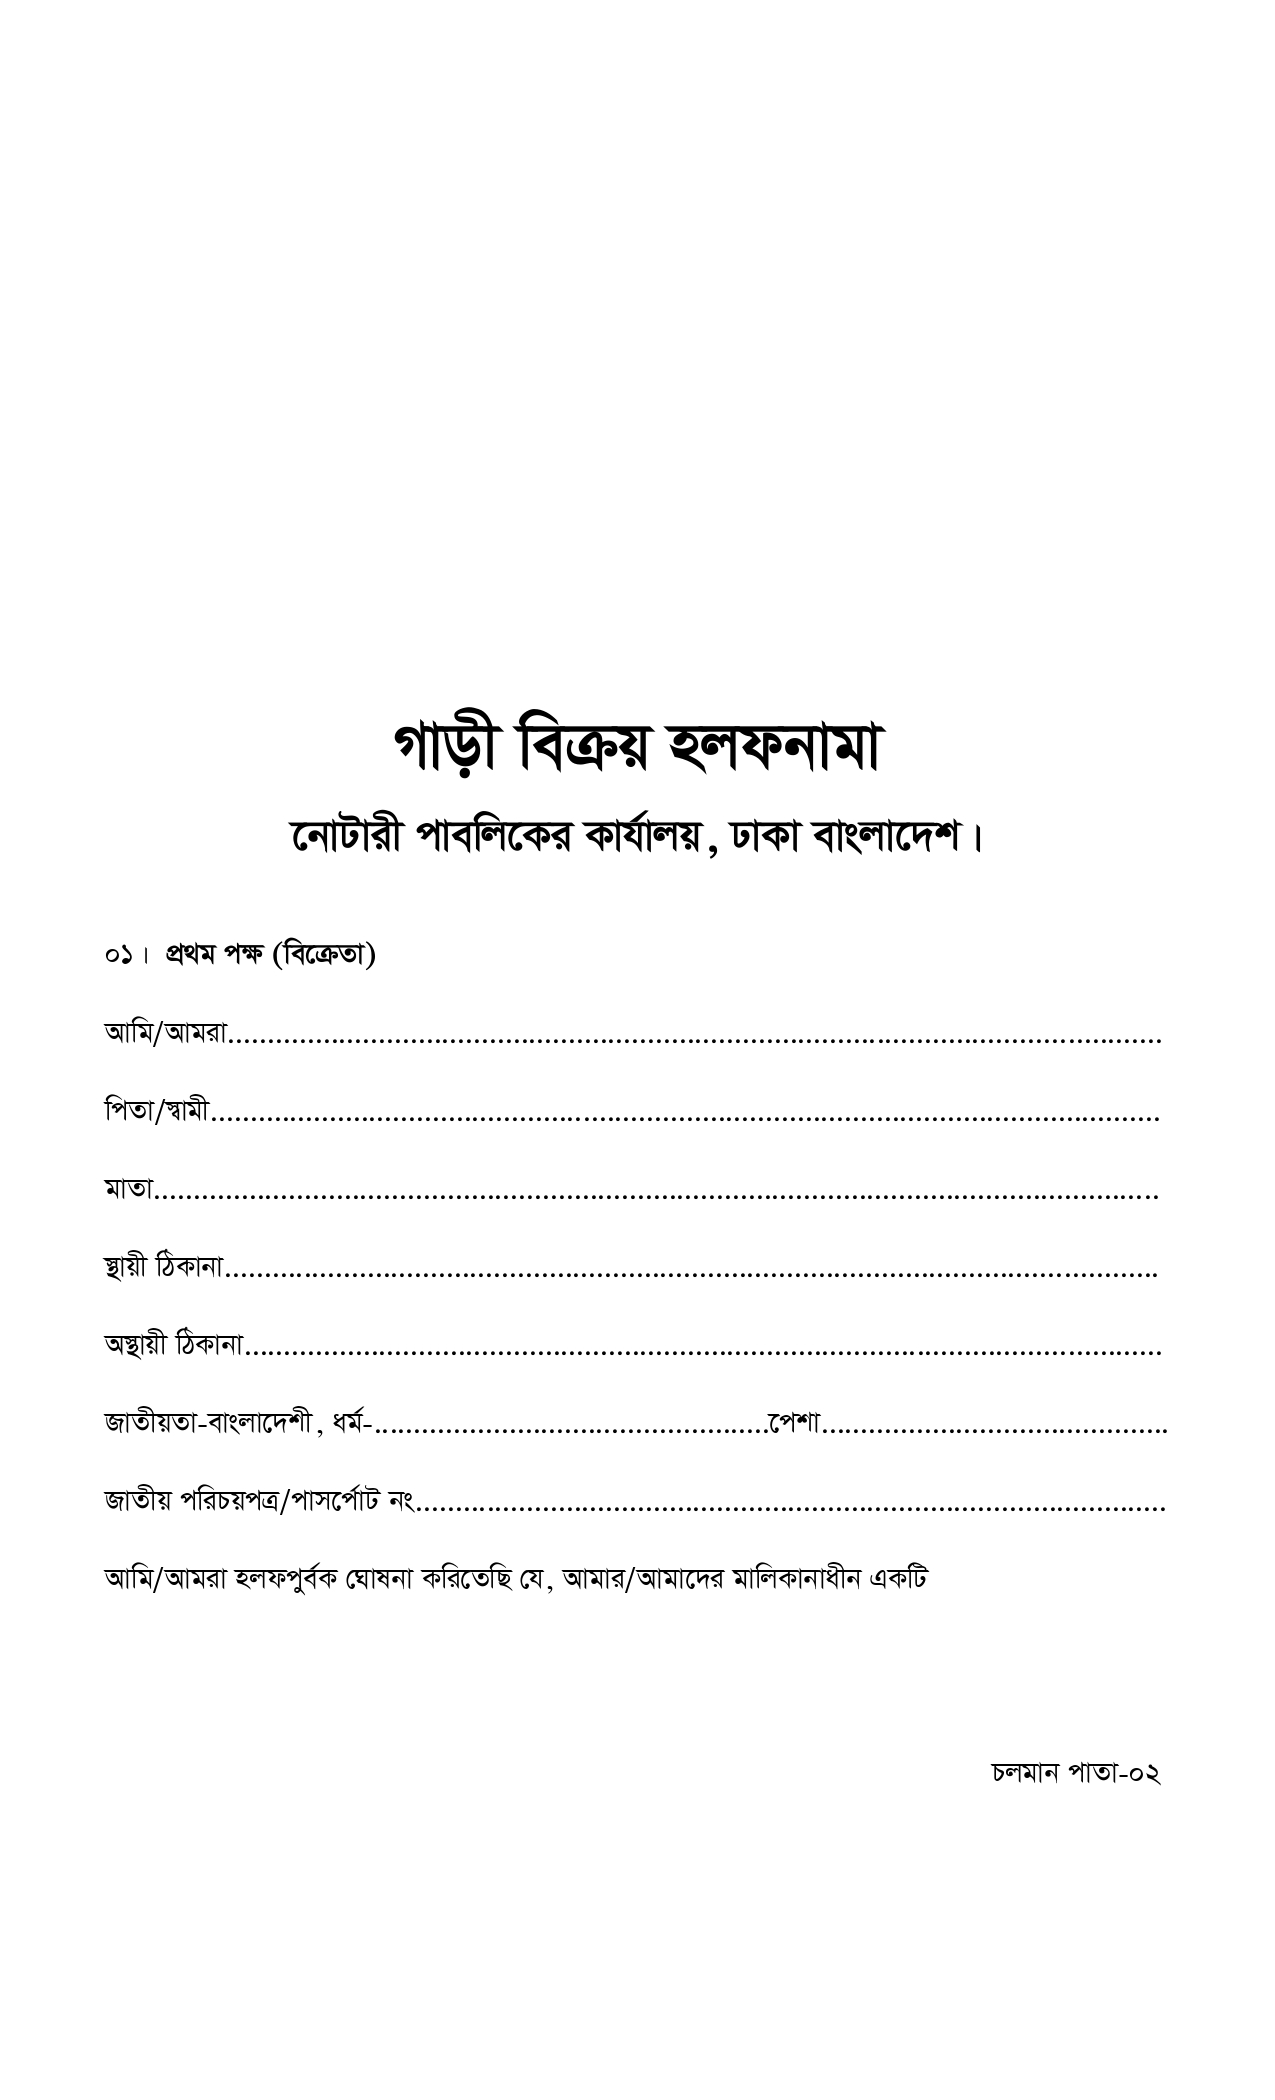 গাড়ী বিক্রয় হলফনামা
নোটারী পাবলিকের কার্যালয়, ঢাকা বাংলাদেশ।
০১। প্রথম পক্ষ (বিক্রেতা)
আমি/আমরা........................................................................................................................
পিতা/স্বামী..........................................................................................................................
মাতা.................................................................................................................................
স্থায়ী ঠিকানা........................................................................................................................
অস্থায়ী ঠিকানা......................................................................................................................
জাতীয়তা-বাংলাদেশী, ধর্ম-..................................................পেশা............................................
জাতীয় পরিচয়পত্র/পাসর্পোট নং...............................................................................................
আমি/আমরা হলফপুর্বক ঘোষনা করিতেছি যে, আমার/আমাদের মালিকানাধীন একটি
চলমান পাতা-০২